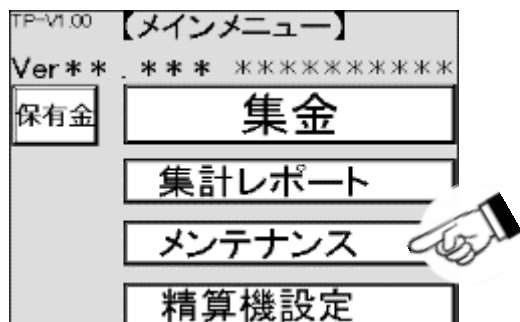 TP-V1.00 【メインメニュー】
Ver**.*** **********
保有金 集金
集計レポート
メンテナンス
精算機設定